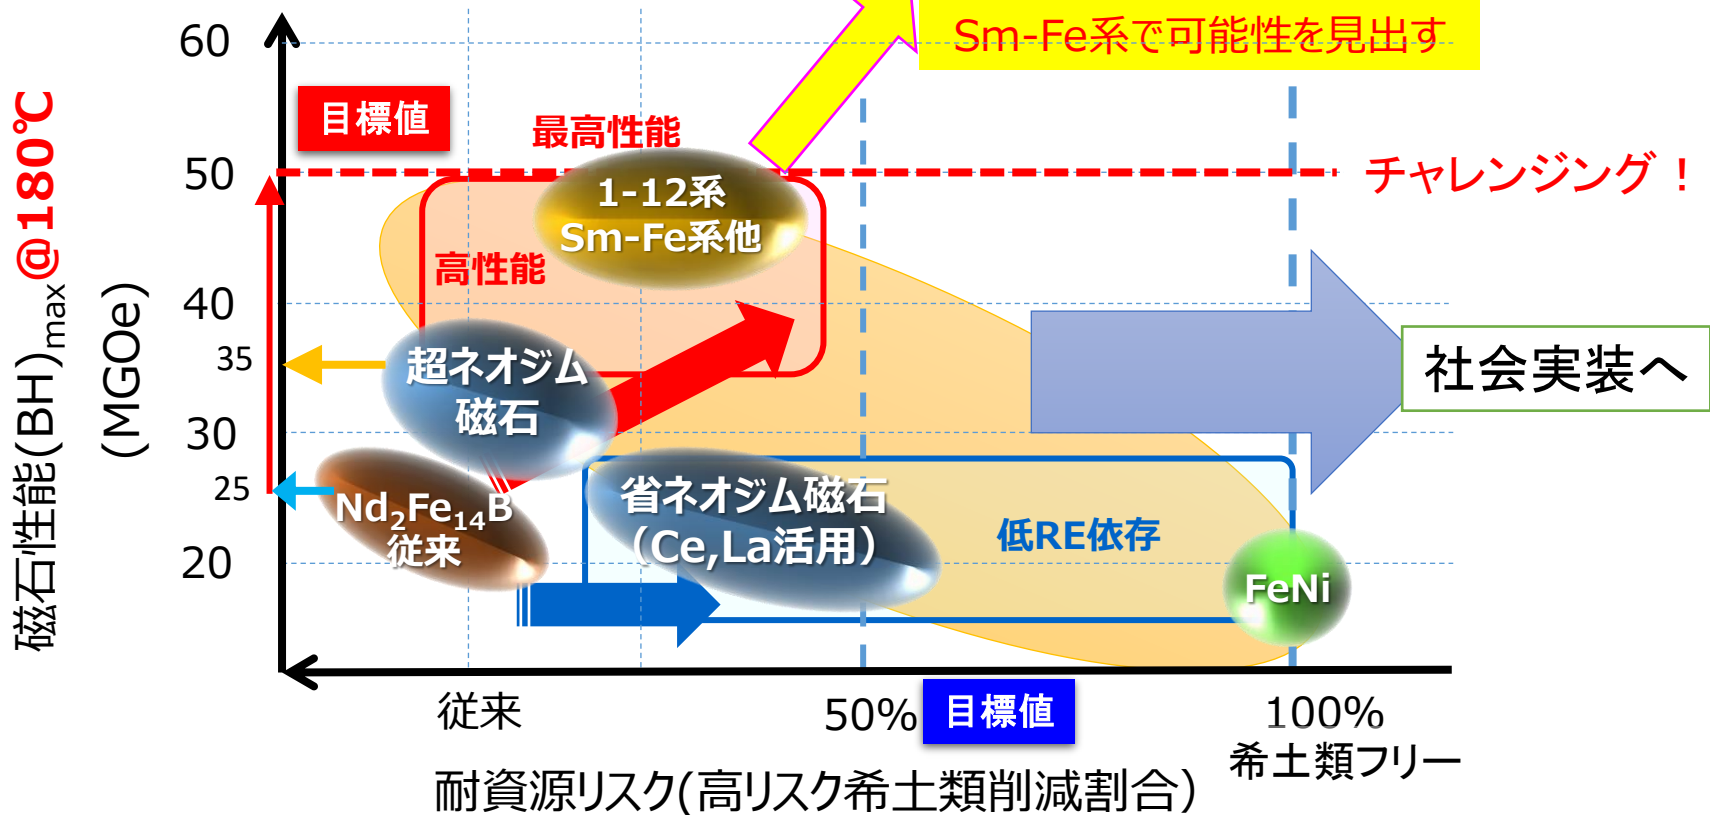 Sm-Fe系で可能性を見出す
60
目標値
最高性能
50
チャレンジング！
1-12系
Sm-Fe系他
高性能
磁石性能(BH)max@180℃
(MGOe)
40
35
超ネオジム
磁石
社会実装へ
30
25
Nd2Fe14B
従来
省ネオジム磁石
（Ce,La活用）
低RE依存
20
FeNi
従来
50%
目標値
100%
希土類フリー
耐資源リスク(高リスク希土類削減割合）